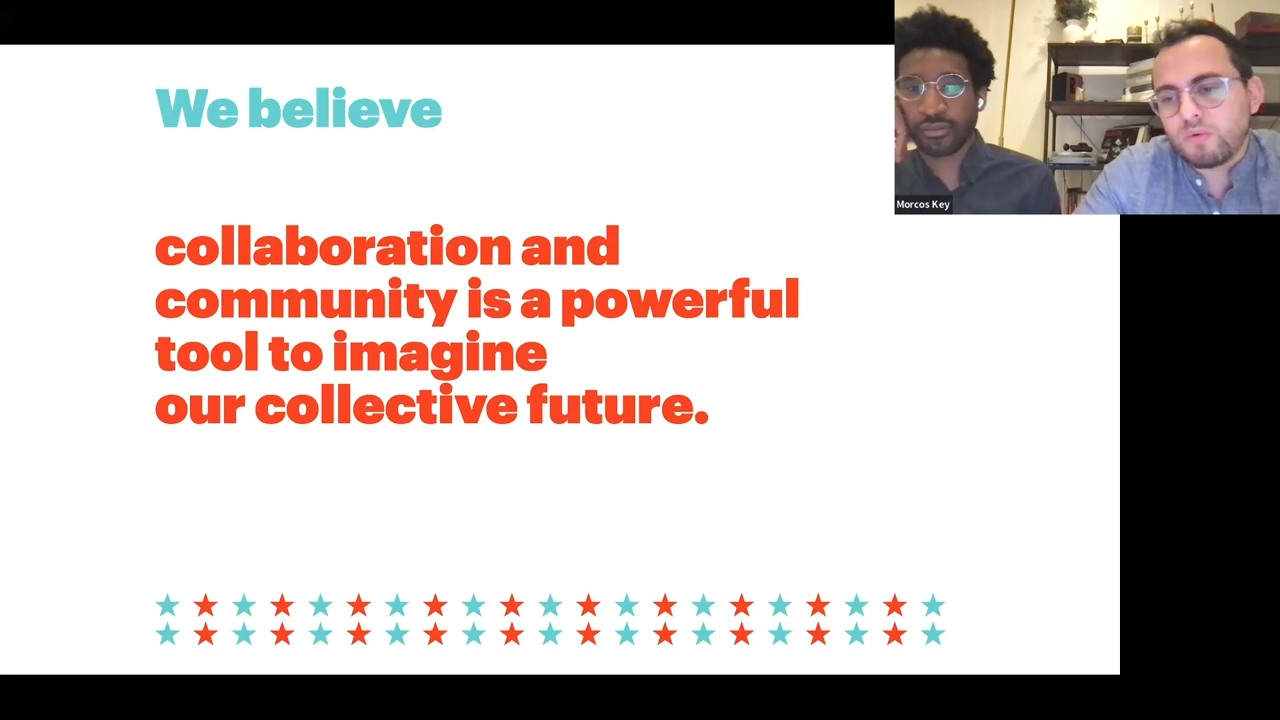 We believe
collaboration and
community is a powerful
tool to imagine
our collective future.
Morcos Key